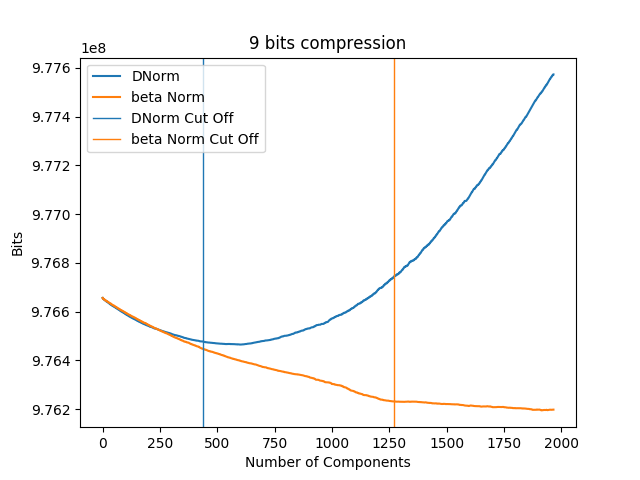 9 bits compression
1e8
DNorm
beta Norm
DNorm Cut Off
beta Norm Cut Off
9.776
9.774
9.772
9.770
9.768
9.766
9.764
9.762
Bits
0 250 500 750 1000 1250 1500 1750 2000
Number of Components